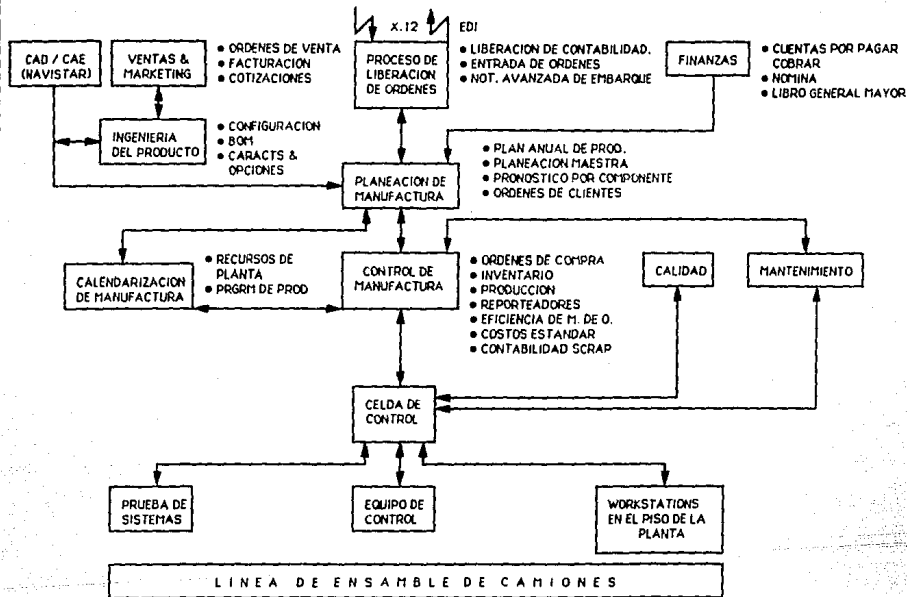 X.12 EDI
CAD / CAE
(NAVISTAR)
VENTAS &
MARKETING
• ORDENES DE VENTA
• FACTURACION
• COTIZACIONES
PROCESO DE
LIBERACION
DE ORDENES
• LIBERACION DE CONTABILIDAD.
• ENTRADA DE ORDENES
• NOT. AVANZADA DE EMBARQUE
FINANZAS
• CUENTAS POR PAGAR
COBRAR
• NOMINA
• LIBRO GENERAL MAYOR
INGENIERIA
DEL PRODUCTO
• CONFIGURACION
• BOM
• CARACTS &
OPCIONES
PLANEACION DE
MANUFACTURA
• PLAN ANUAL DE PROD.
• PLANEACION MAESTRA
• PRONOSTICO POR COMPONENTE
• ORDENES DE CLIENTES
CALENDARIZACION
DE MANUFACTURA
• RECURSOS DE
PLANTA
• PRGRM DE PROD
CONTROL DE
MANUFACTURA
• ORDENES DE COMPRA
• INVENTARIO
• PRODUCCION
• REPORTEADORES
• EFICIENCIA DE M. DE O.
• COSTOS ESTANDAR
• CONTABILIDAD SCRAP
CALIDAD
MANTENIMIENTO
CELDA DE
CONTROL
PRUEBA DE
SISTEMAS
EQUIPO DE
CONTROL
WORKSTATIONS
EN EL PISO DE LA
PLANTA
LINEA DE ENSAMBLE DE CAMIONES